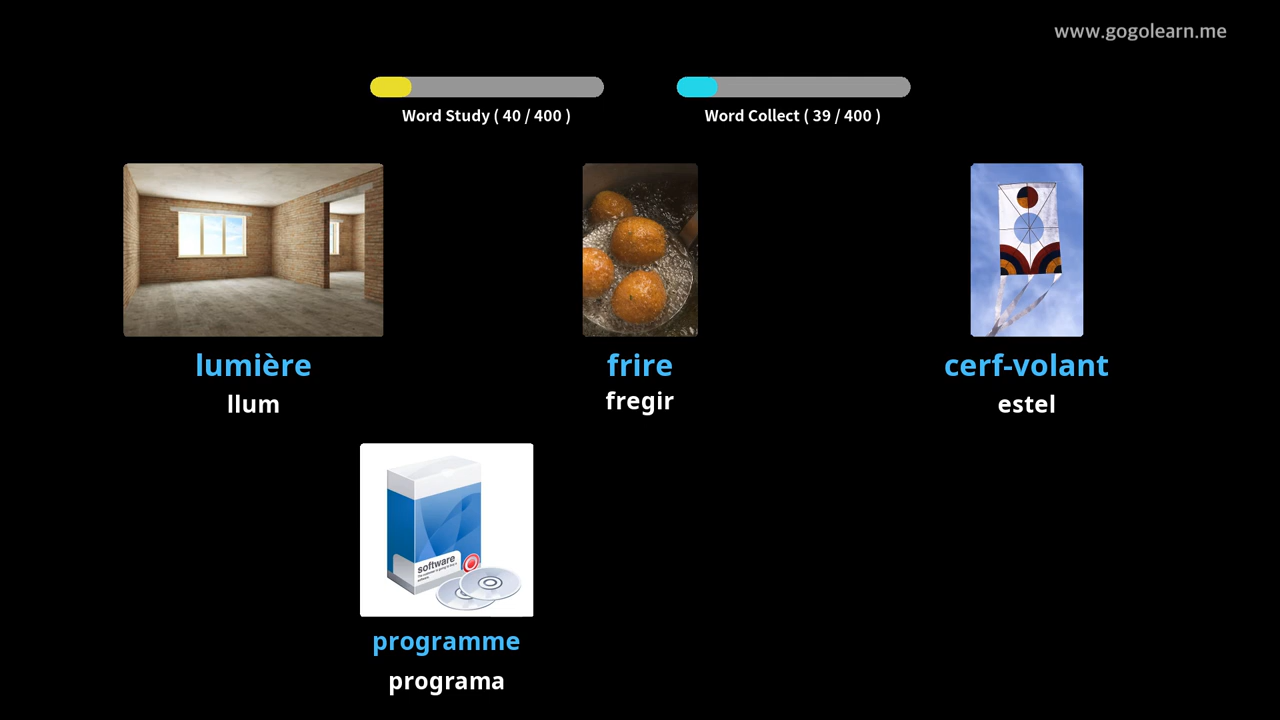 www.gogolearn.me
Word Study ( 40 / 400 )
Word Collect ( 39 / 400 )
lumière
llum
frire
fregir
cerf-volant
estel
software
programme
programa